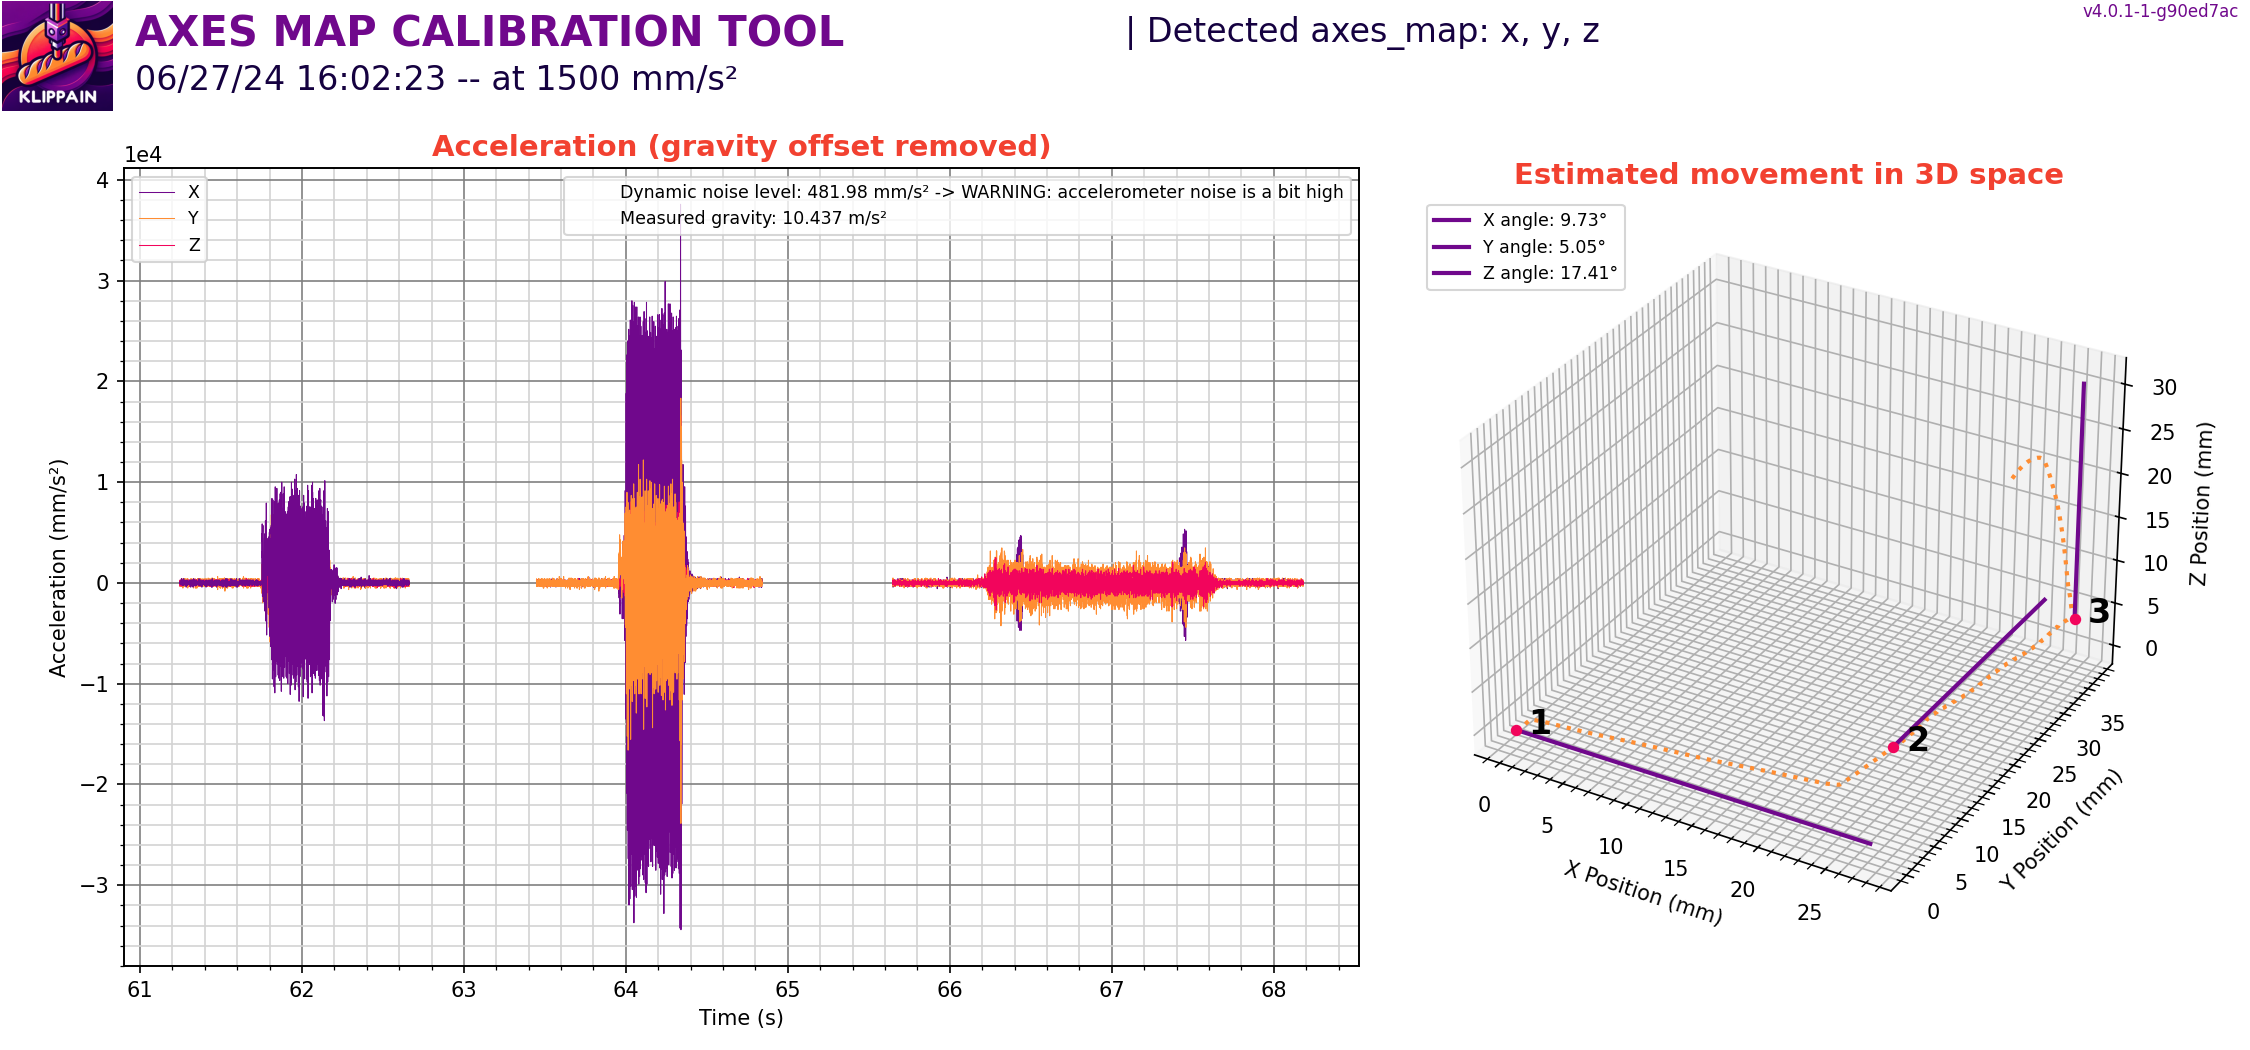 KLIPPAIN
AXES MAP CALIBRATION TOOL
06/27/24 16:02:23 -- at 1500 mm/s²
| Detected axes_map: x, y, z
v4.0.1-1-g90ed7ac
Acceleration (gravity offset removed)
1e4
X
Y
Z
Dynamic noise level: 481.98 mm/s² -> WARNING: accelerometer noise is a bit high
Measured gravity: 10.437 m/s²
4
3
2
1
0
−1
−2
−3
Acceleration (mm/s²)
61 62 63 64 65 66 67 68
Time (s)
Estimated movement in 3D space
X angle: 9.73°
Y angle: 5.05°
Z angle: 17.41°
1
2
3
0 5 10 15 20 25
X Position (mm)
0 5 10 15 20 25 30 35
Y Position (mm)
30
25
20
15
10
5
0
Z Position (mm)